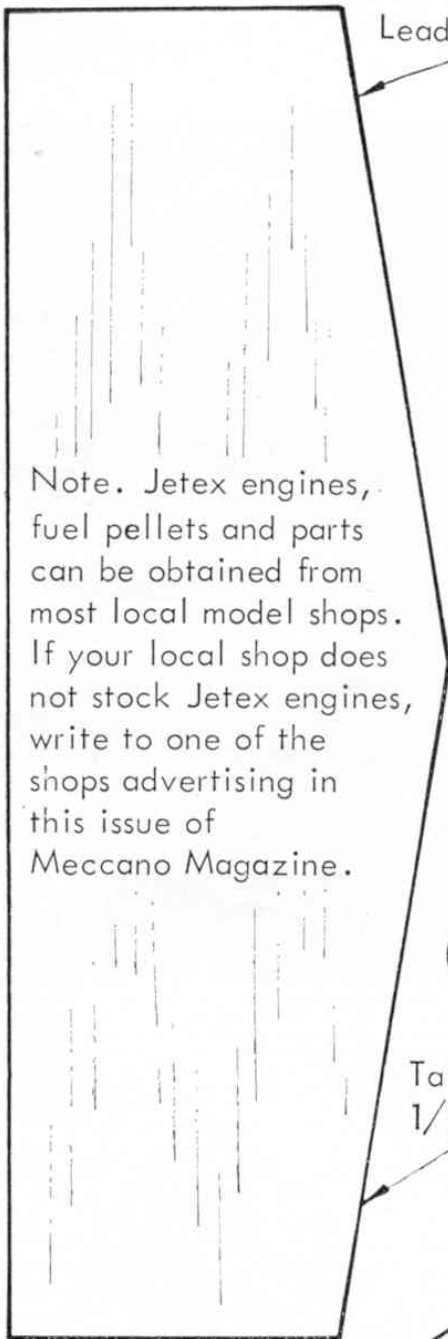 Lead
Note. Jetex engines,
fuel pellets and parts
can be obtained from
most local model shops.
If your local shop does
not stock Jetex engines,
write to one of the
shops advertising in
this issue of
Meccano Magazine.
Ta
1/